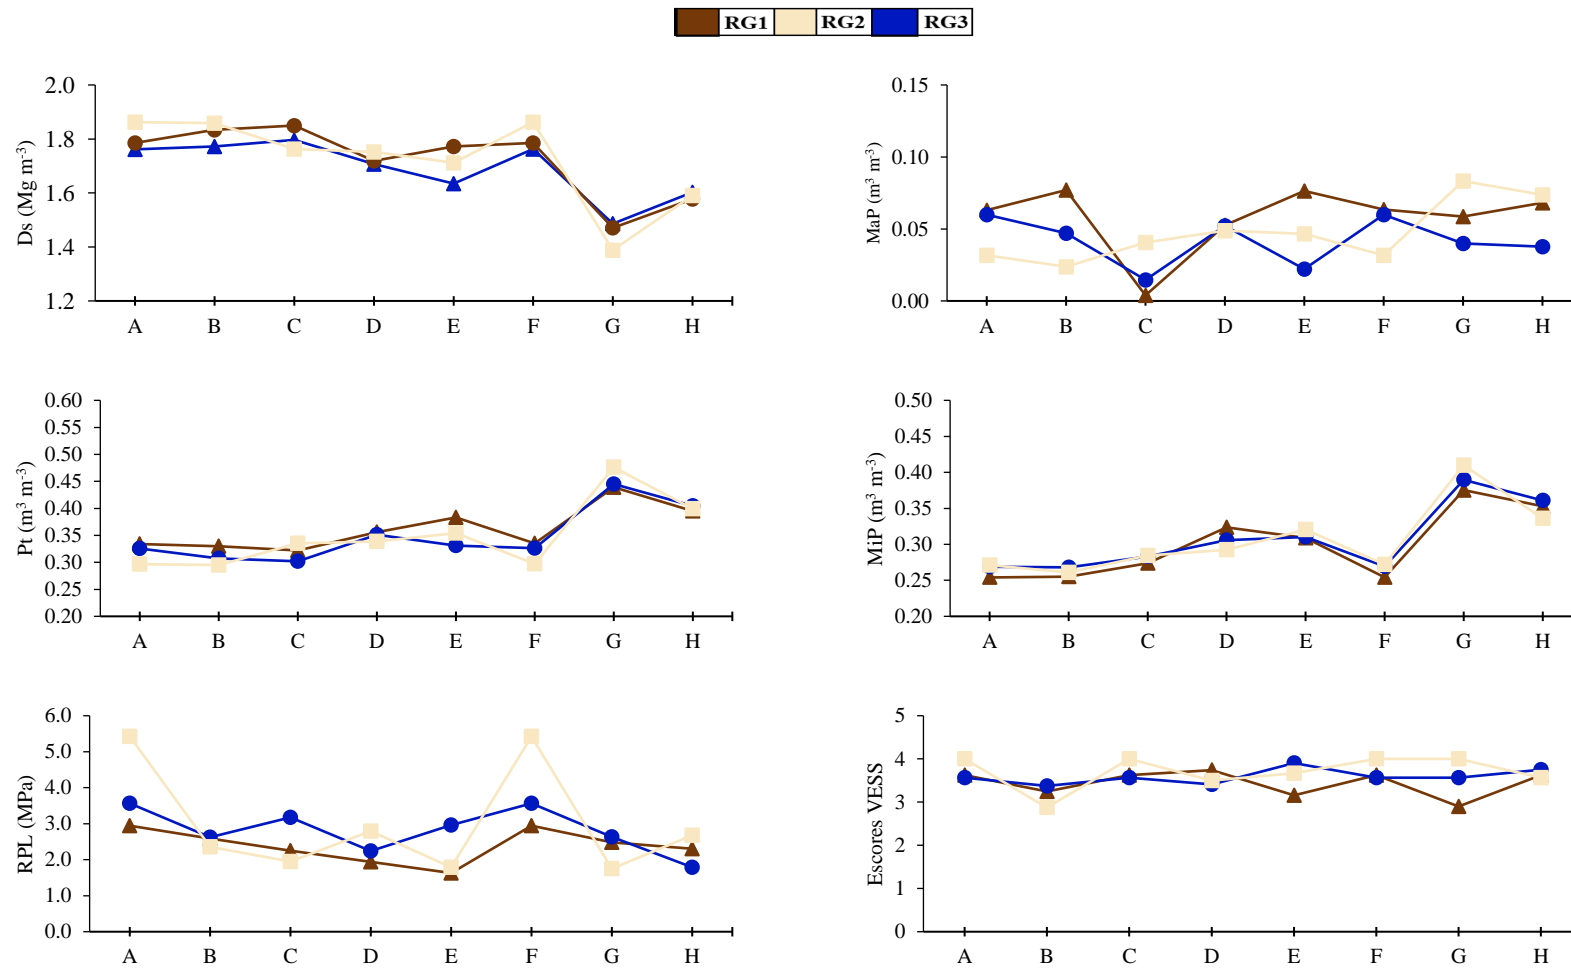 RG1 RG2 RG3
Ds (Mg m⁻³)
2.0
1.8
1.6
1.4
1.2
A B C D E F G H
MaP (m³ m⁻³)
0.15
0.10
0.05
0.00
A B C D E F G H
Pt (m³ m⁻³)
0.60
0.55
0.50
0.45
0.40
0.35
0.30
0.25
0.20
A B C D E F G H
MiP (m³ m⁻³)
0.50
0.45
0.40
0.35
0.30
0.25
0.20
A B C D E F G H
RPL (MPa)
6.0
5.0
4.0
3.0
2.0
1.0
0.0
A B C D E F G H
Escores VESS
5
4
3
2
1
0
A B C D E F G H